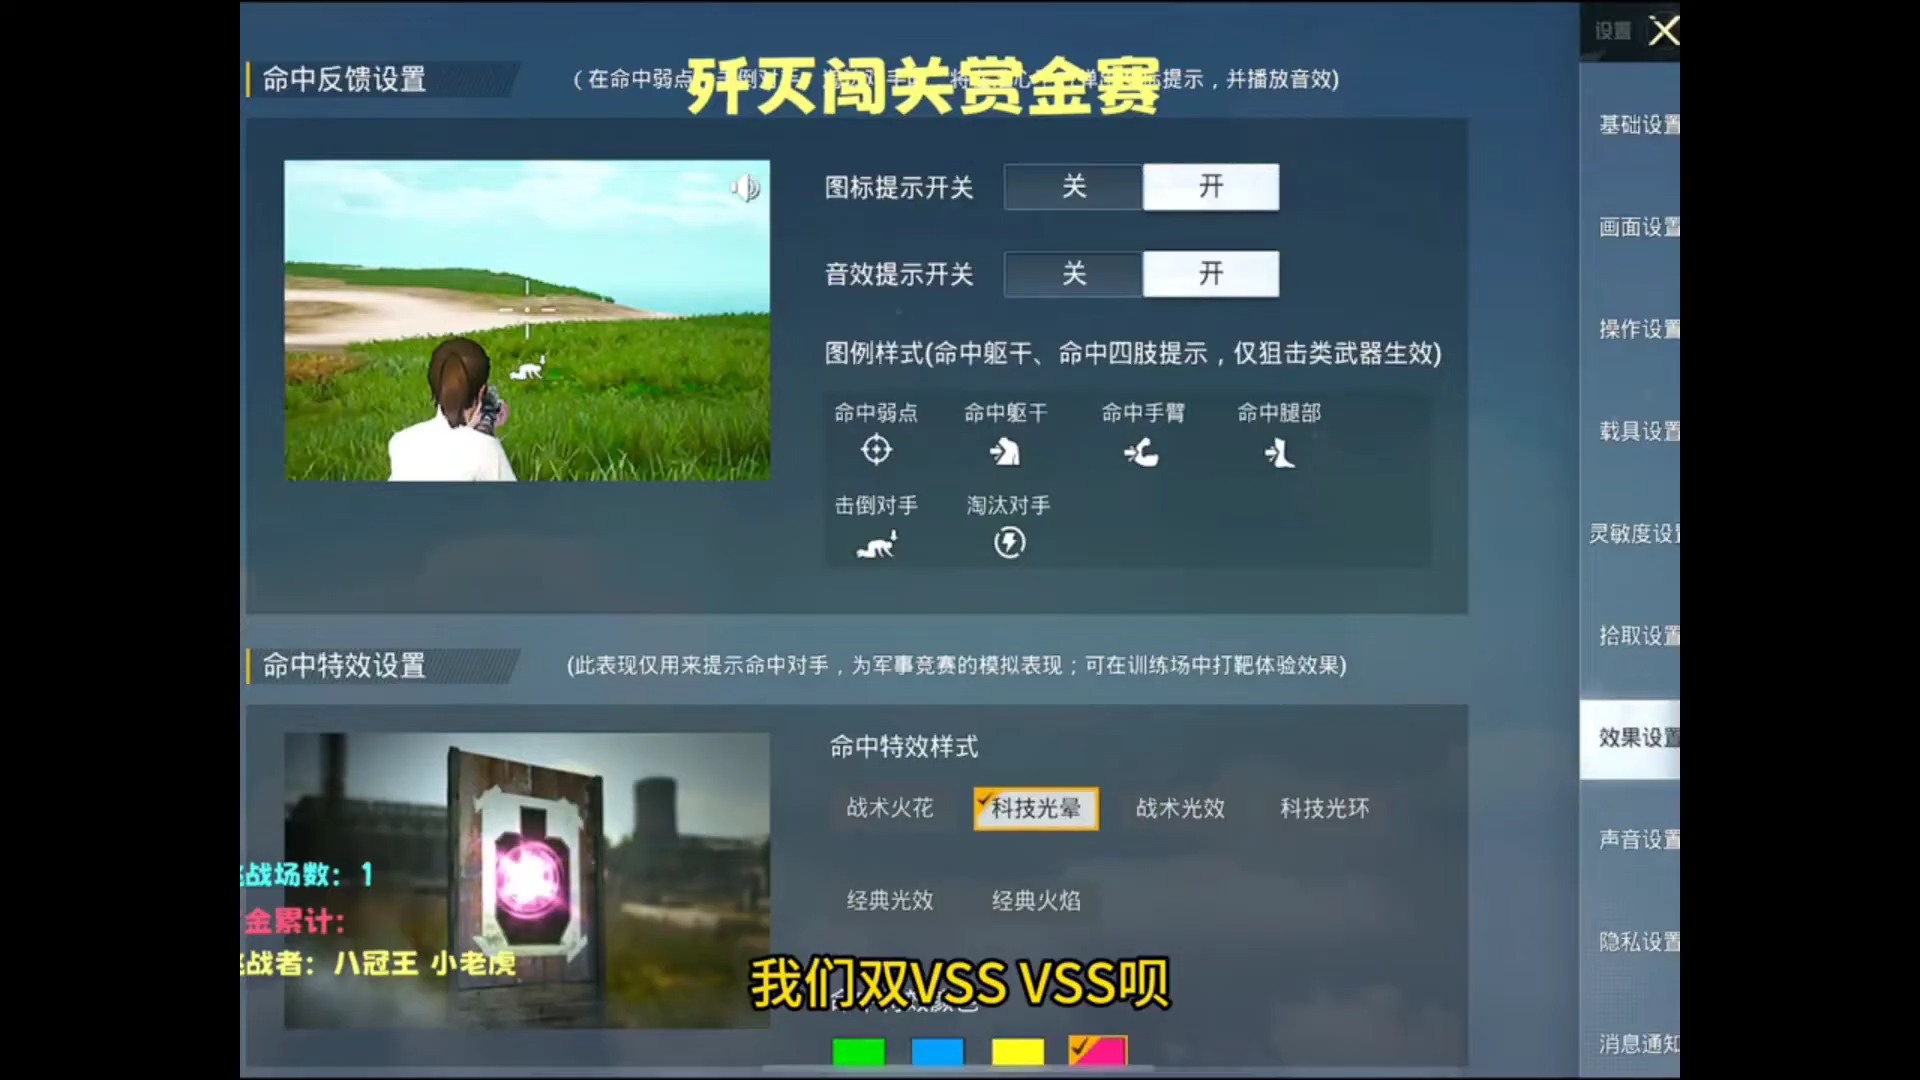 设置
歼灭闯关赏金赛
命中反馈设置
(在命中弱点
提示，并播放音效)
图标提示开关 关 开
音效提示开关 关 开
图例样式(命中躯干、命中四肢提示，仅狙击类武器生效)
命中弱点 命中躯干 命中手臂 命中腿部
击倒对手 淘汰对手
命中特效设置
(此表现仅用来提示命中对手，为军事竞赛的模拟表现；可在训练场中打靶体验效果)
命中特效样式
战术火花 科技光晕 战术光效 科技光环
经典光效 经典火焰
战场数：1
金累计：
战者：八冠王 小老虎
我们双VSS VSS呗
基础设置
画面设置
操作设置
载具设置
灵敏度设置
拾取设置
效果设置
声音设置
隐私设置
消息通知